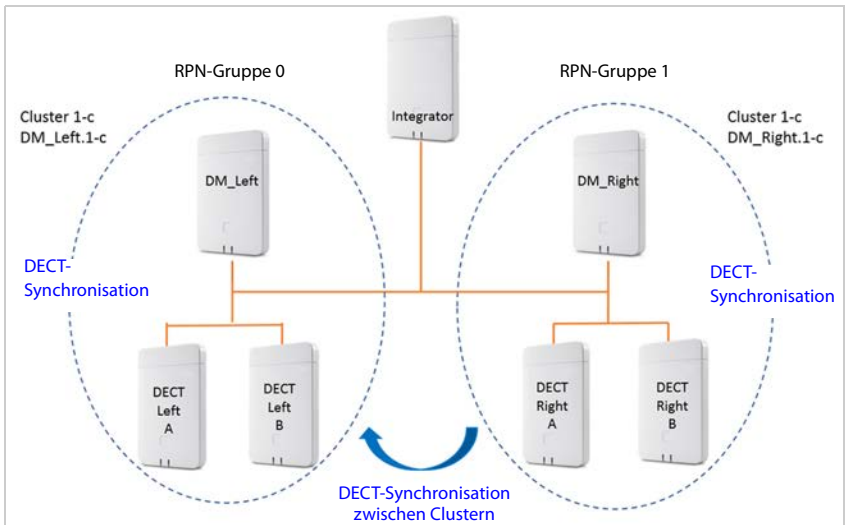 RPN-Gruppe 0
RPN-Gruppe 1
Integrator
Cluster 1-c
DM_Left.1-c
Cluster 1-c
DM_Right.1-c
DM_Left
DM_Right
DECT-
Synchronisation
DECT-
Synchronisation
DECT
Left
A
DECT
Left
B
DECT
Right
A
DECT
Right
B
DECT-Synchronisation
zwischen Clustern